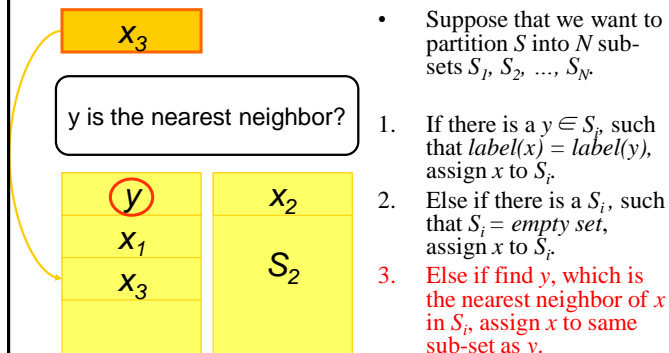 x3
y is the nearest neighbor?
y
x1
x3
x2
S2
• Suppose that we want to
partition S into N sub-
sets S1, S2, ..., SN.
1. If there is a y ∈ Si, such
that label(x) = label(y),
assign x to Si.
2. Else if there is a Si, such
that Si = empty set,
assign x to Si.
3. Else if find y, which is
the nearest neighbor of x
in Si, assign x to same
sub-set as y.